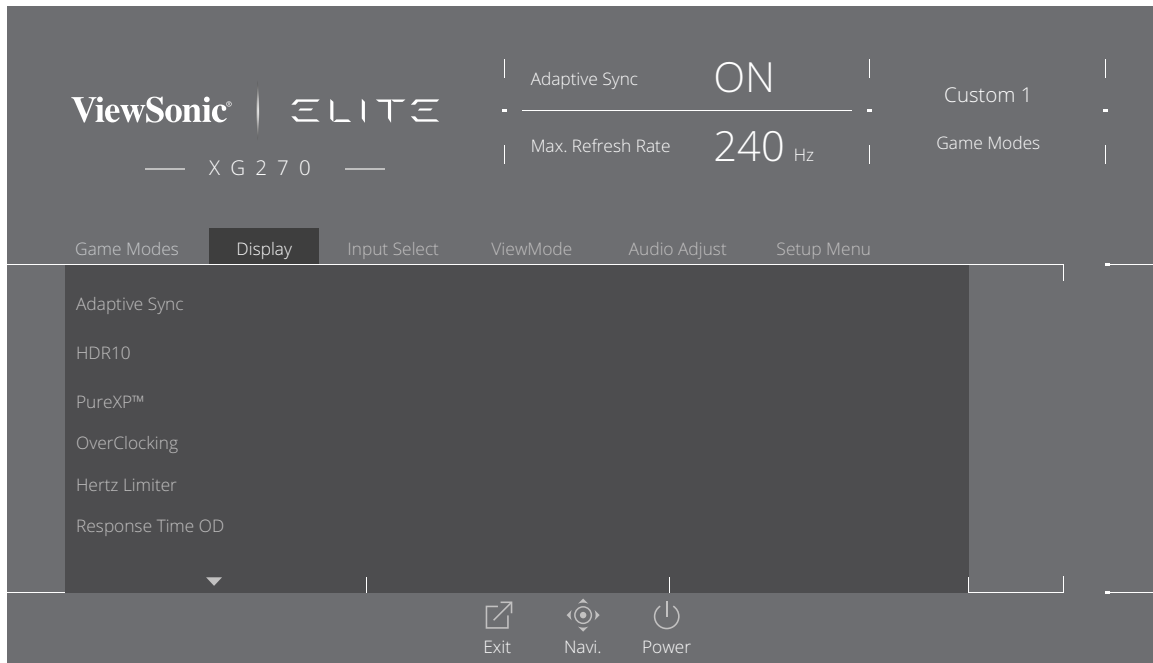 ViewSonic® ΞLITΞ
XG270
Adaptive Sync ON
Max. Refresh Rate 240 Hz
Custom 1
Game Modes
Game Modes Display Input Select ViewMode Audio Adjust Setup Menu
Adaptive Sync
HDR10
PureXP™
OverClocking
Hertz Limiter
Response Time OD
Exit Navi. Power